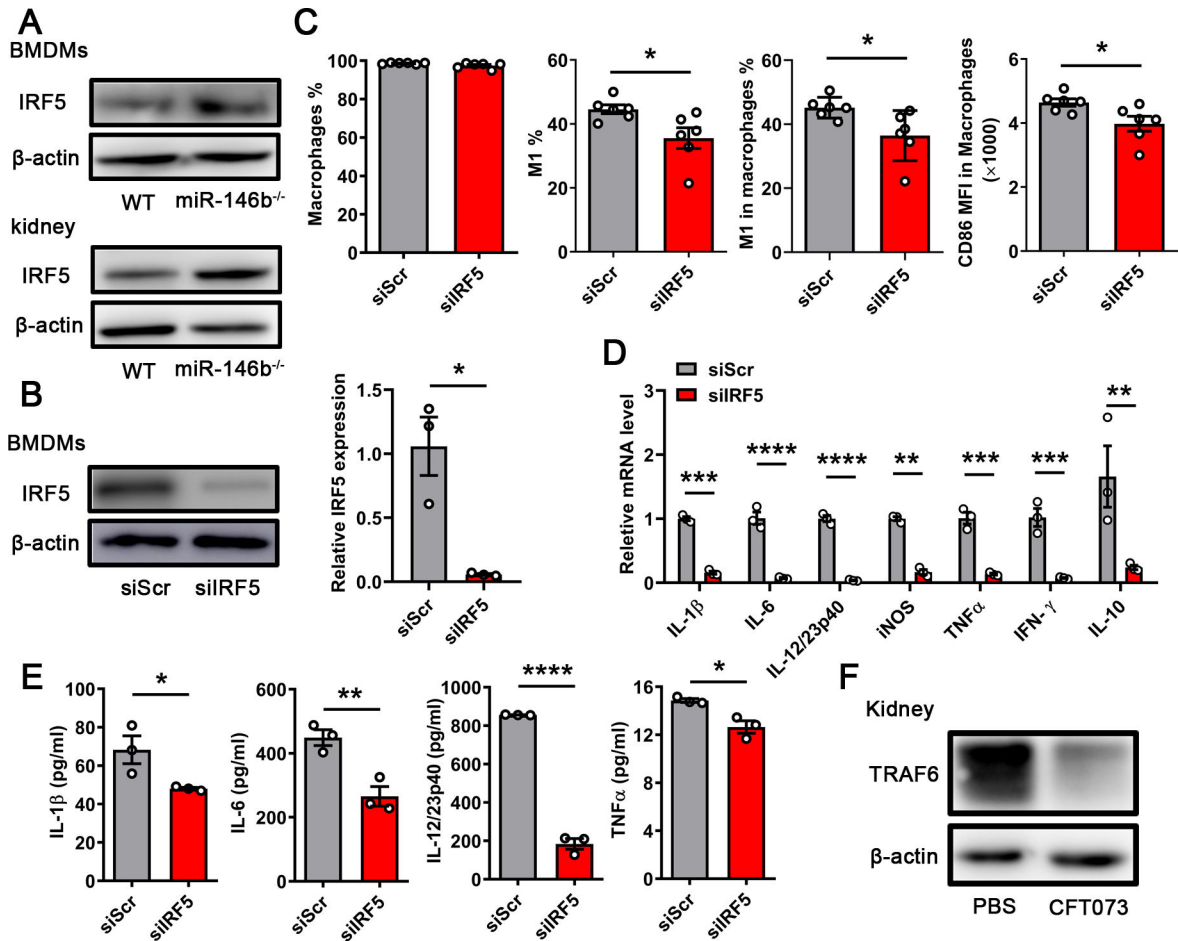 A
BMDMs
IRF5
β-actin
WT miR-146b-/-
kidney
IRF5
β-actin
WT miR-146b-/-
B
BMDMs
IRF5
β-actin
siScr siIRF5
Relative IRF5 expression
1.5
1.0
0.5
0.0
*
siScr
siIRF5
C
Macrophages %
100
80
60
40
20
0
siScr
siIRF5
M1 %
60
40
20
0
*
siScr
siIRF5
M1 in macrophages %
60
40
20
0
*
siScr
siIRF5
CD86 MFI in Macrophages
(×1000)
6
4
2
0
*
siScr
siIRF5
D
siScr
siIRF5
Reletive mRNA level
3
2
1
0
*** **** **** ** *** *** **
IL-1β
IL-6
IL-12/23p40
iNOS
TNFα
IFN- γ
IL-10
E
IL-1β (pg/ml)
100
80
60
40
20
0
*
siScr
siIRF5
IL-6 (pg/ml)
600
400
200
0
**
siScr
siIRF5
IL-12/23p40 (pg/ml)
1000
800
600
400
200
0
****
siScr
siIRF5
TNFα (pg/ml)
16
12
8
4
0
*
siScr
siIRF5
F
Kidney
TRAF6
β-actin
PBS CFT073